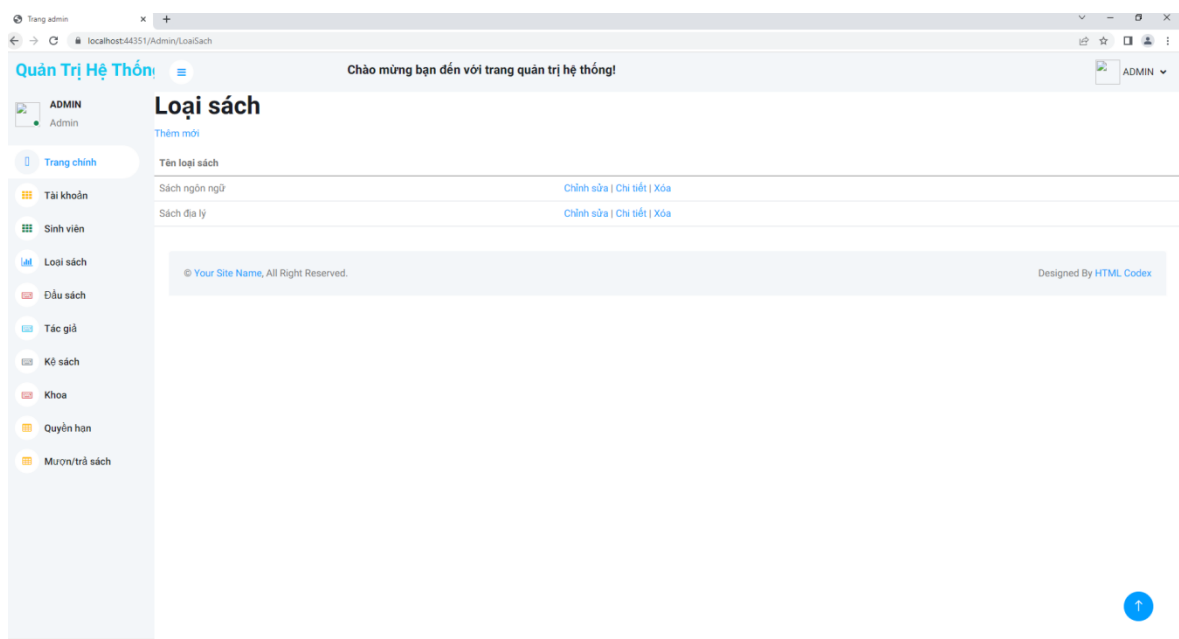 Trang admin
localhost:44351/Admin/LoaiSach
Quản Trị Hệ Thốn
Chào mừng bạn đến với trang quản trị hệ thống!
ADMIN
ADMIN
Admin
Loại sách
Thêm mới
Trang chính
Tài khoản
Sinh viên
Loại sách
Đầu sách
Tác giả
Kệ sách
Khoa
Quyền hạn
Mượn/trả sách
Tên loại sách
Sách ngôn ngữ Chỉnh sửa | Chi tiết | Xóa
Sách địa lý Chỉnh sửa | Chi tiết | Xóa
© Your Site Name, All Right Reserved. Designed By HTML Codex